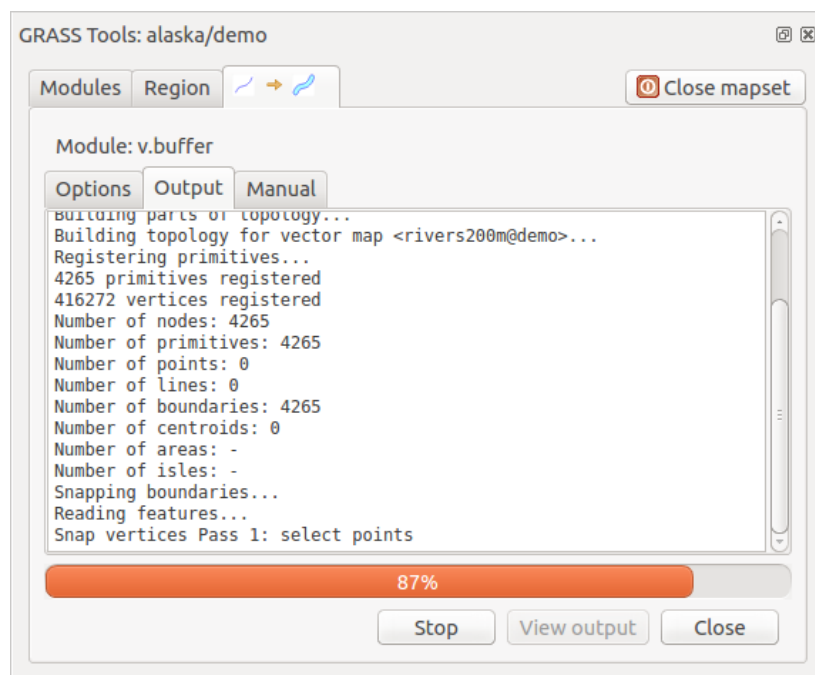 GRASS Tools: alaska/demo
Modules Region Close mapset
Module: v.buffer
Options Output Manual
Building parts of topology...
Building topology for vector map <rivers200m@demo>...
Registering primitives...
4265 primitives registered
416272 vertices registered
Number of nodes: 4265
Number of primitives: 4265
Number of points: 0
Number of lines: 0
Number of boundaries: 4265
Number of centroids: 0
Number of areas: -
Number of isles: -
Snapping boundaries...
Reading features...
Snap vertices Pass 1: select points
87%
Stop View output Close